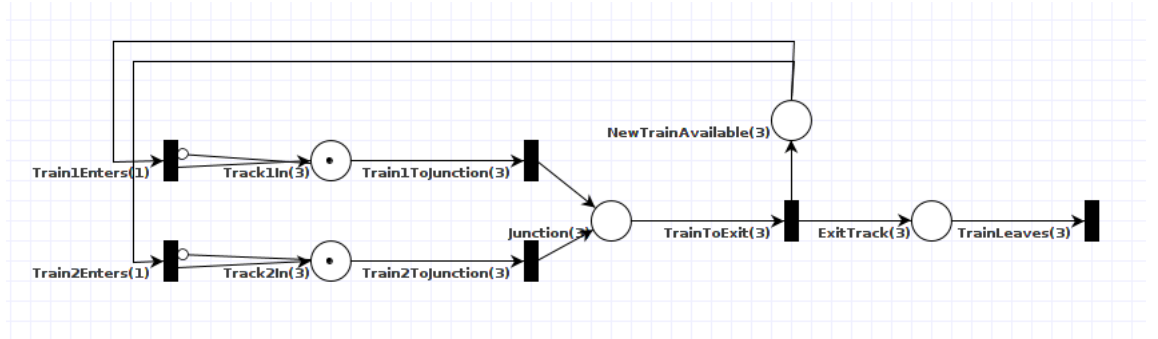 NewTrainAvailable(3)
Train1Enters(1) Track1In(3) Train1ToJunction(3)
Junction(3) TrainToExit(3) ExitTrack(3) TrainLeaves(3)
Train2Enters(1) Track2In(3) Train2ToJunction(3)